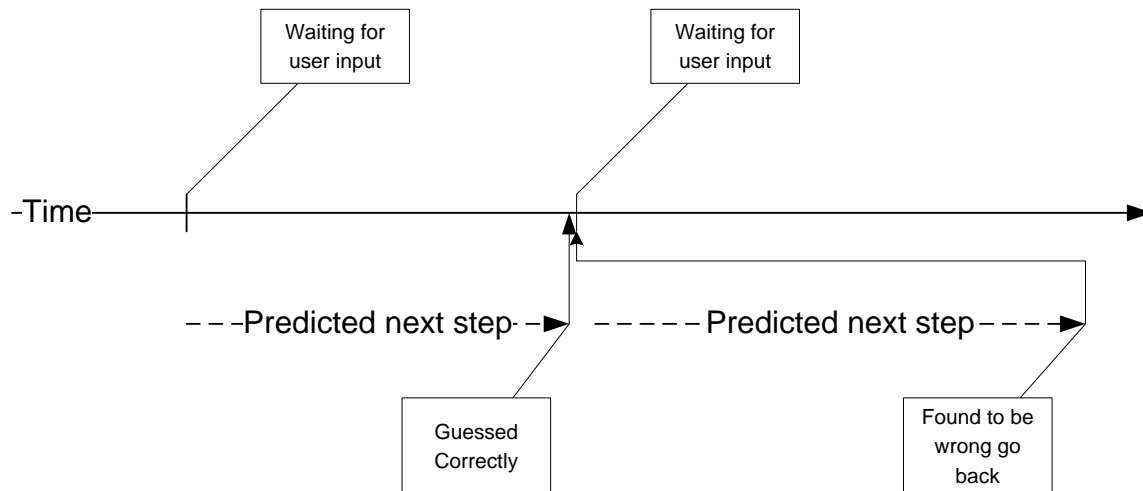 Waiting for
user input
Waiting for
user input
Time
Predicted next step
Predicted next step
Guessed
Correctly
Found to be
wrong go
back